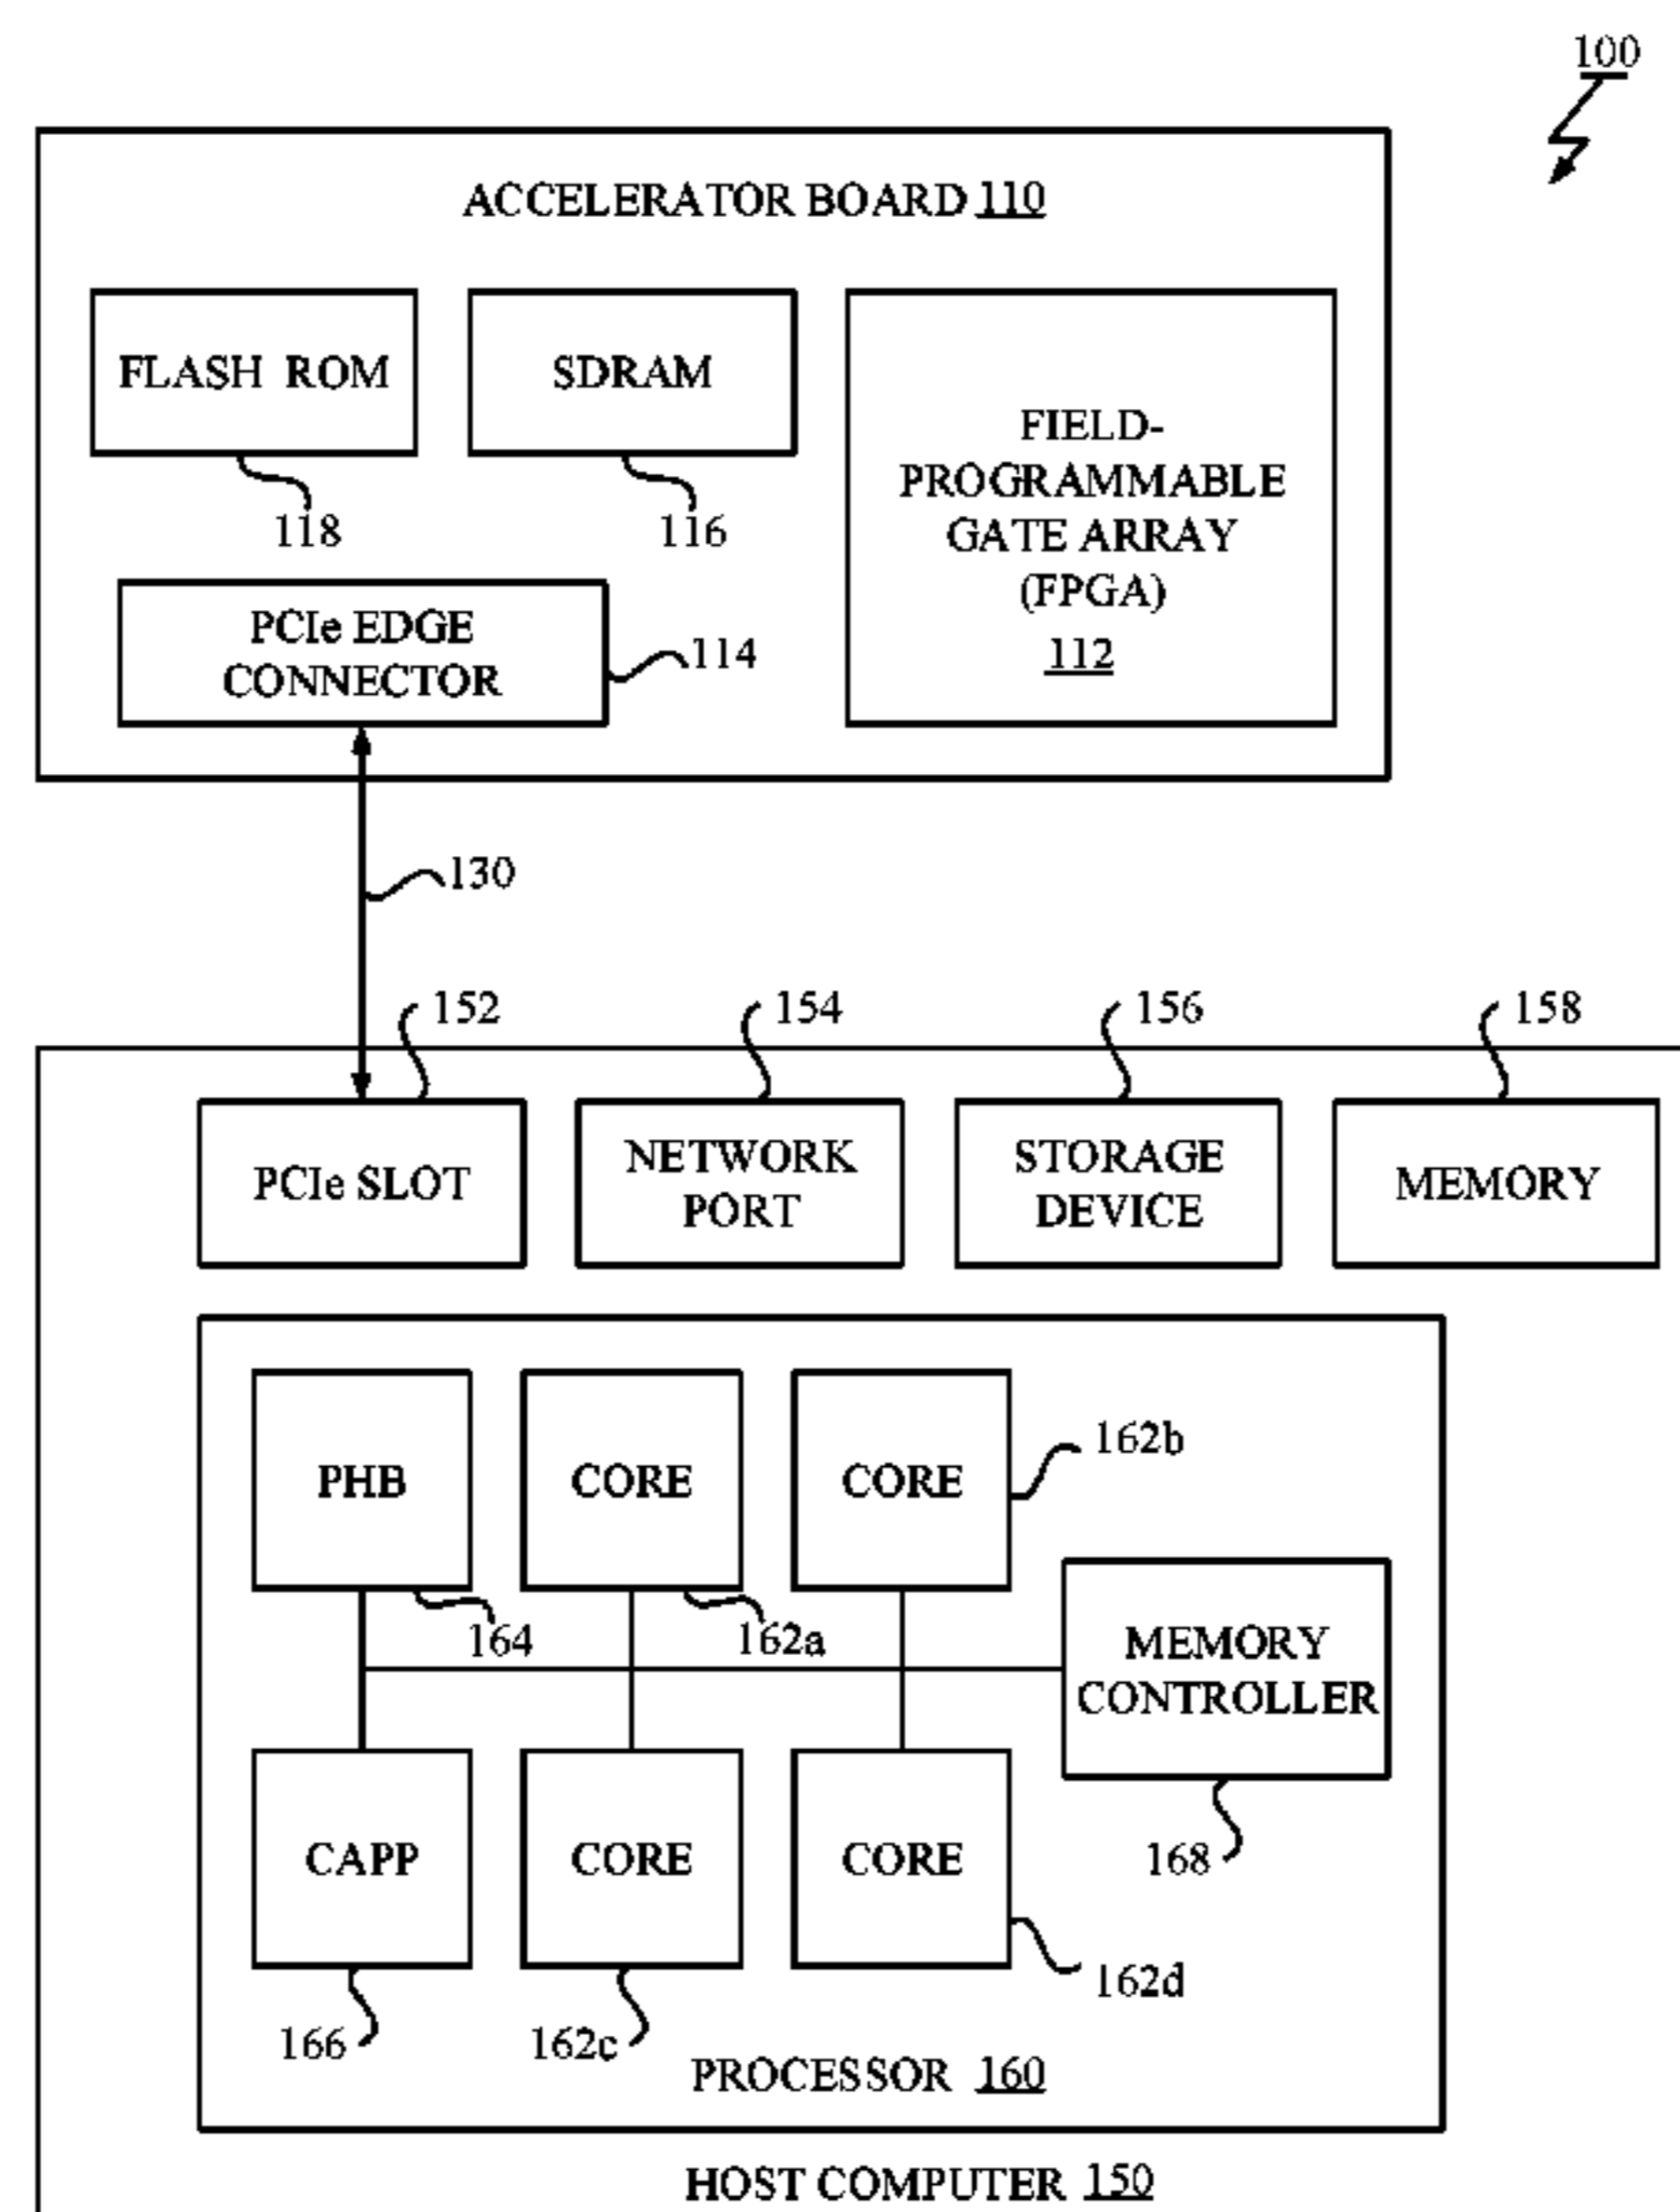 100
ACCELERATOR BOARD 110
FLASH ROM
118
SDRAM
116
FIELD-
PROGRAMMABLE
GATE ARRAY
(FPGA)
112
PCIe EDGE
CONNECTOR
114
130
152
154
156
158
PCIe SLOT
NETWORK
PORT
STORAGE
DEVICE
MEMORY
PHB
164
CORE
162a
CORE
162b
MEMORY
CONTROLLER
168
CAPP
166
CORE
162c
CORE
162d
PROCESSOR 160
HOST COMPUTER 150